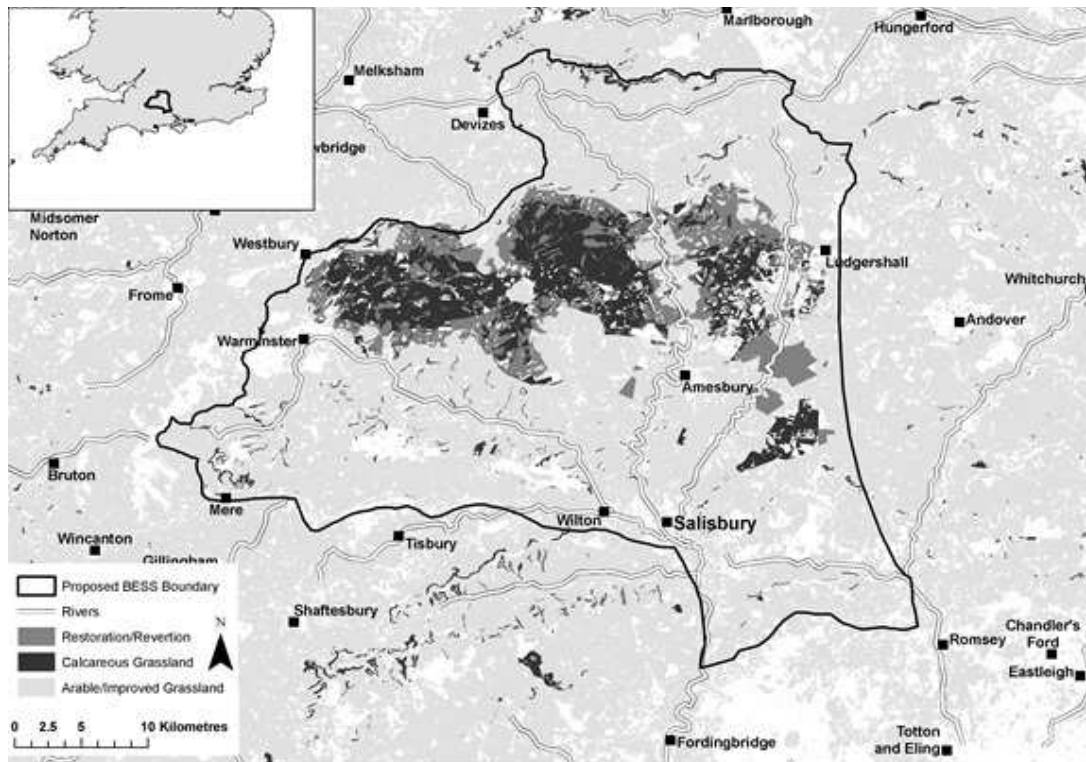 Marlborough
Hungerford
Melksham
Devizes
wbridge
Midsomer
Norton
Westbury
Ludgershall
Whitchurch
Frome
Andover
Warminster
Amesbury
Bruton
Mere
Wilton
Salisbury
Wincanton
Tisbury
Gillingham
Proposed BESS Boundary
Rivers
Restoration/Revertion
Calcareous Grassland
Arable/Improved Grassland
N
0 2.5 5 10 Kilometres
Shaftesbury
Romsey
Chandler's
Ford
Eastleigh
Fordingbridge
Totton
and Eling